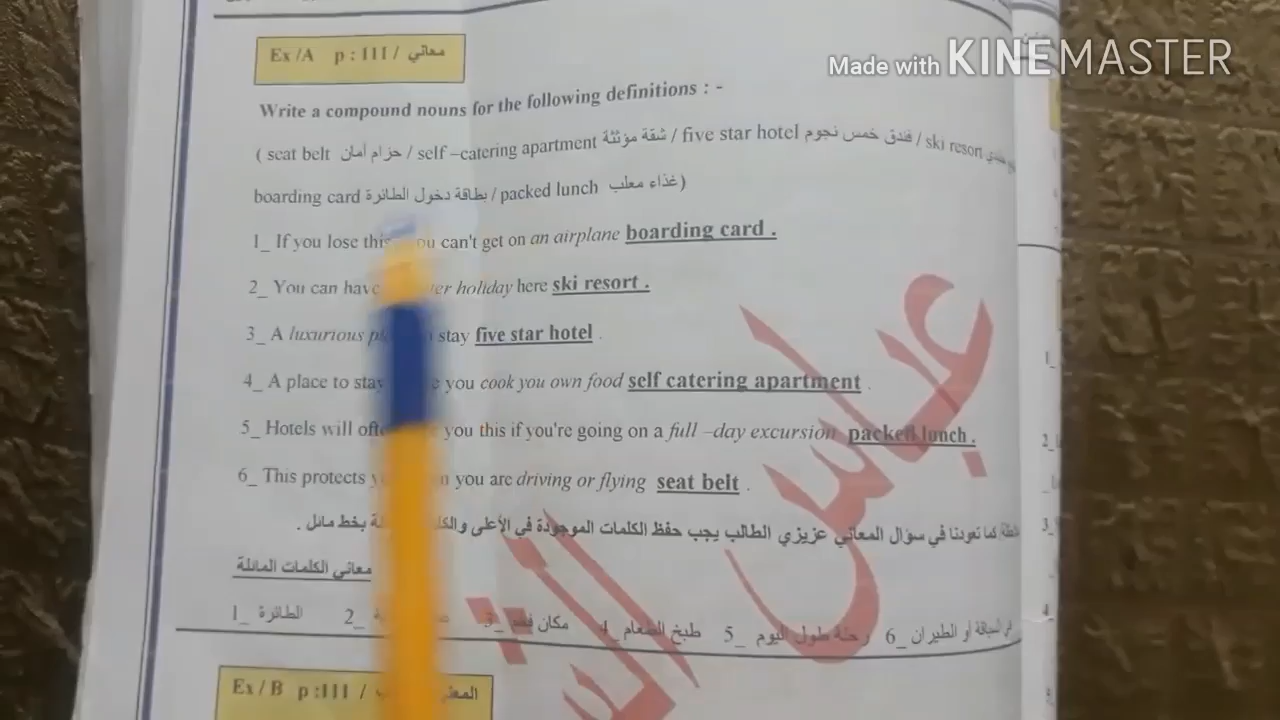 Made with KINEMASTER
Ex /A p : 111 / معاني
Write a compound nouns for the following definitions : -
( seat belt حزام أمان / self –catering apartment شقة مؤثثة / five star hotel فندق خمس نجوم / ski resort
boarding card بطاقة دخول الطائرة / packed lunch غذاء معلب)
1_ If you lose this you can't get on an airplane boarding card .
2_ You can have holiday here ski resort .
3_ A luxurious stay five star hotel .
4_ A place to stay you cook you own food self catering apartment .
5_ Hotels will you this if you're going on a full –day excursion packed lunch .
6_ This protects you are driving or flying seat belt .
كما تعودنا في سؤال المعاني عزيزي الطالب يجب حفظ الكلمات الموجودة في الأعلى بخط مائل .
معاني الكلمات المائلة
1_ الطائرة 2_ 3_ مكان فخم 4_ طبخ الطعام 5_ رحلة طول اليوم 6_ أو الطيران
Ex / B p :111 /
عباس